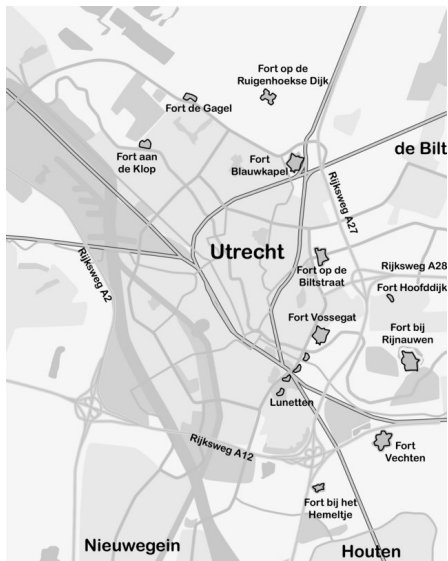 Fort op de
Ruigenhoekse Dijk
Fort de Gagel
Fort aan
de Klop
Fort
Blauwkapel
de Bilt
Rijksweg A27
Utrecht
Rijksweg A2
Fort op de
Biltstraat
Rijksweg A28
Fort Hoofddijk
Fort Vossegat
Fort bij
Rijnauwen
Lunetten
Rijksweg A12
Fort
Vechten
Fort bij het
Hemeltje
Nieuwegein
Houten